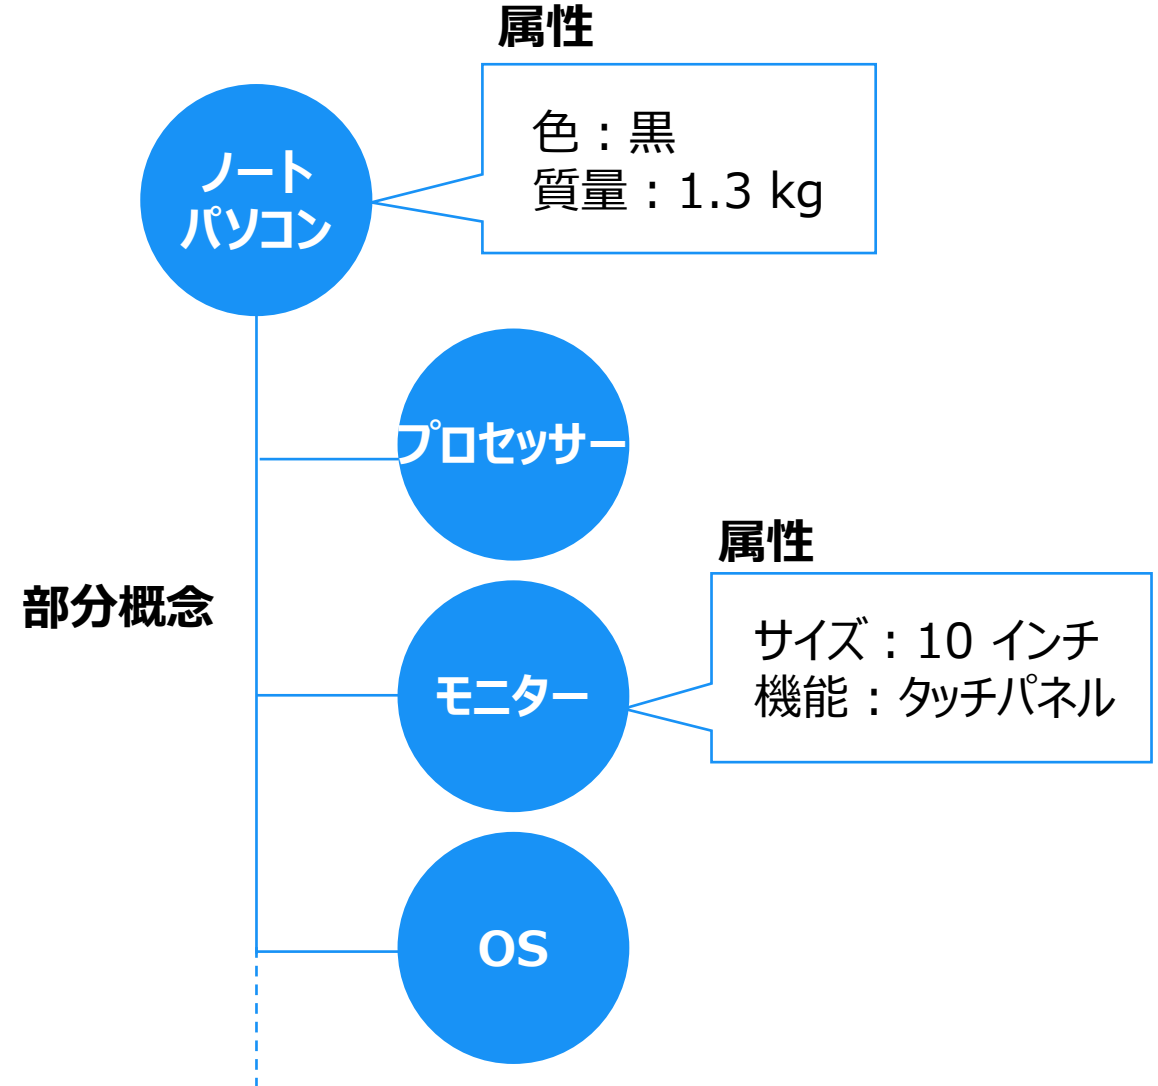 属性
色：黒
質量：1.3 kg
ノート
パソコン
プロセッサー
属性
部分概念
サイズ：10 インチ
機能：タッチパネル
モニター
OS